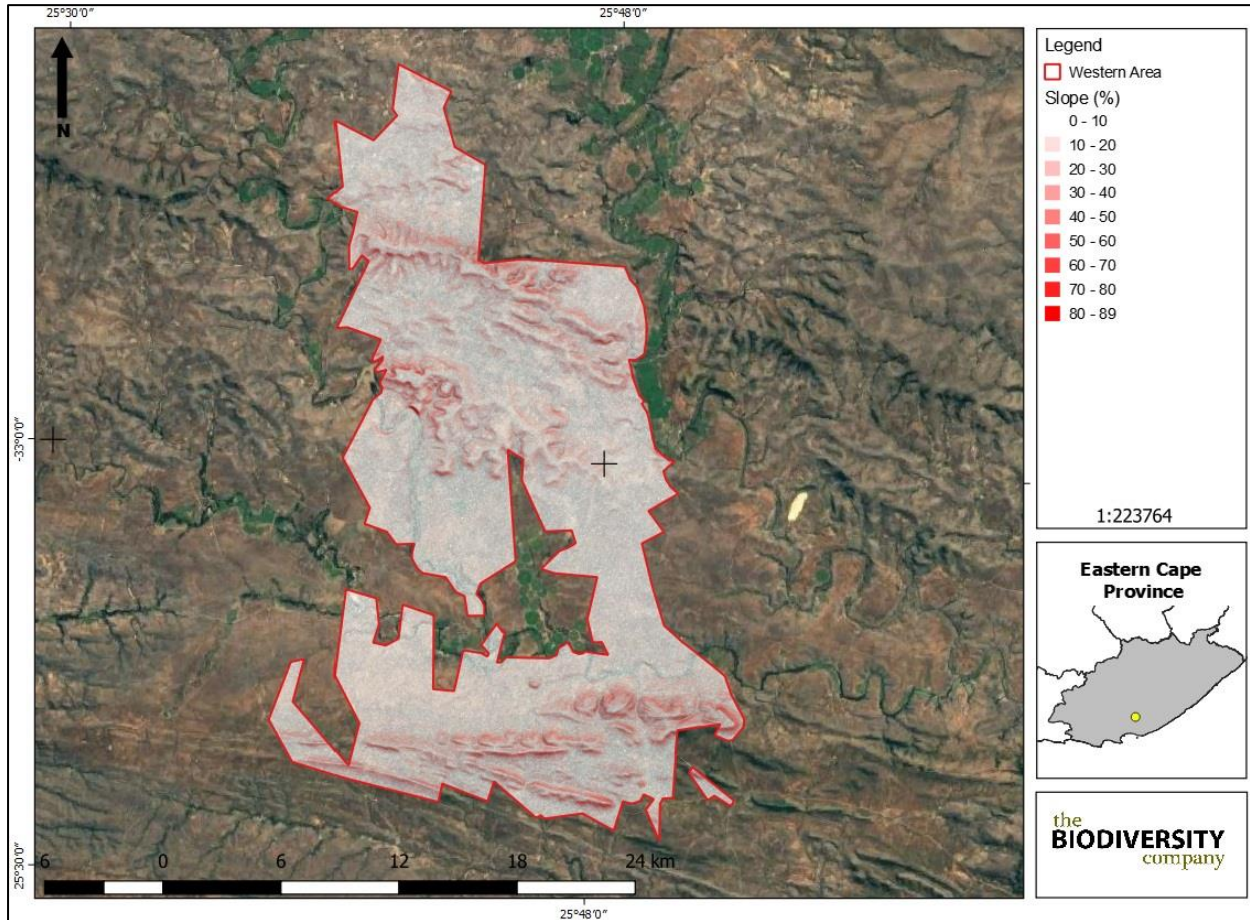 25°30'0"
25°48'0"
N
-33°0'0"
25°30'0"
6 0 6 12 18 24 km
25°48'0"
Legend
Western Area
Slope (%)
0 - 10
10 - 20
20 - 30
30 - 40
40 - 50
50 - 60
60 - 70
70 - 80
80 - 89
1:223764
Eastern Cape
Province
the
BIODIVERSITY
company